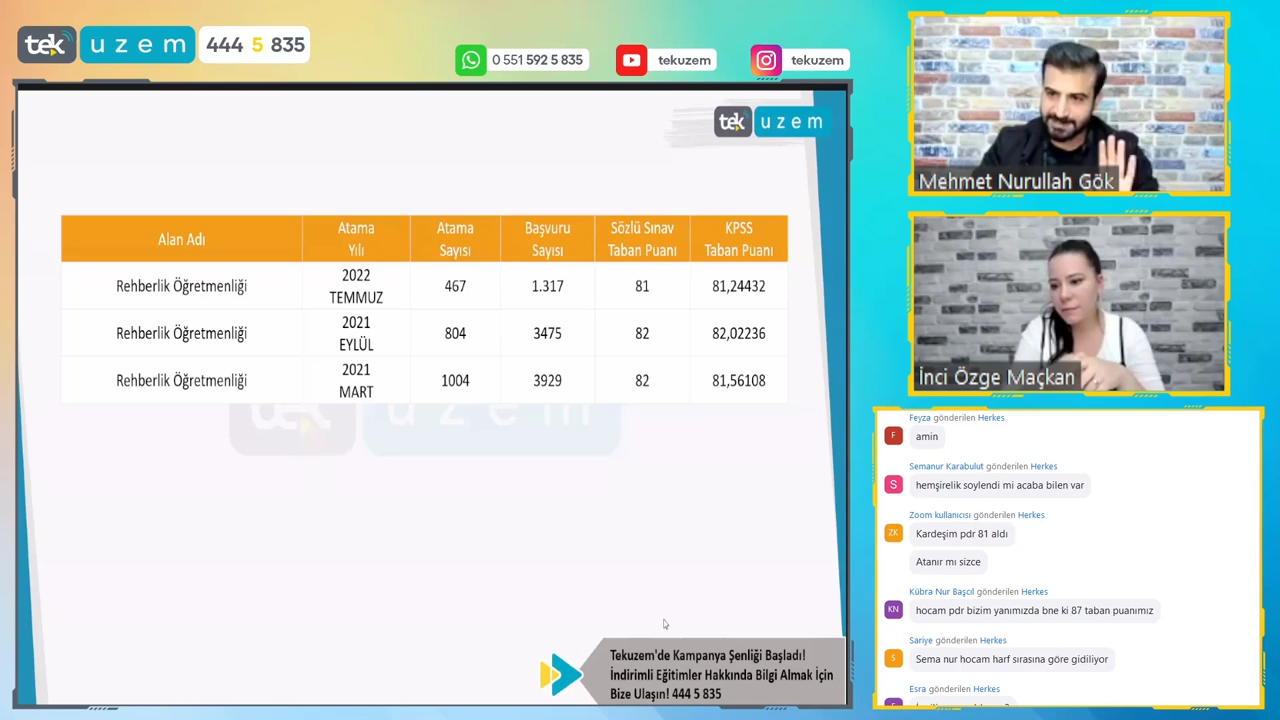 tek uzem 444 5 835
0 551 592 5 835
tekuzem
tekuzem
tek uzem
Alan Adı | Atama Yılı | Atama Sayısı | Başvuru Sayısı | Sözlü Sınav Taban Puanı | KPSS Taban Puanı
Rehberlik Öğretmenliği | 2022 TEMMUZ | 467 | 1.317 | 81 | 81,24432
Rehberlik Öğretmenliği | 2021 EYLÜL | 804 | 3475 | 82 | 82,02236
Rehberlik Öğretmenliği | 2021 MART | 1004 | 3929 | 82 | 81,56108
tek uzem
Tekuzem'de Kampanya Şenliği Başladı!
İndirimli Eğitimler Hakkında Bilgi Almak İçin
Bize Ulaşın! 444 5 835
Mehmet Nurullah Gök
İnci Özge Maçkan
Feyza gönderilen Herkes
F
amin
Semanur Karabulut gönderilen Herkes
S
hemşirelik soylendi mi acaba bilen var
Zoom kullanıcısı gönderilen Herkes
ZK
Kardeşim pdr 81 aldı
Atanır mı sizce
Kübra Nur Başcıl gönderilen Herkes
KN
hocam pdr bizim yanımızda bne ki 87 taban puanımız
Sariye gönderilen Herkes
S
Sema nur hocam harf sırasına göre gidiliyor
Esra gönderilen Herkes